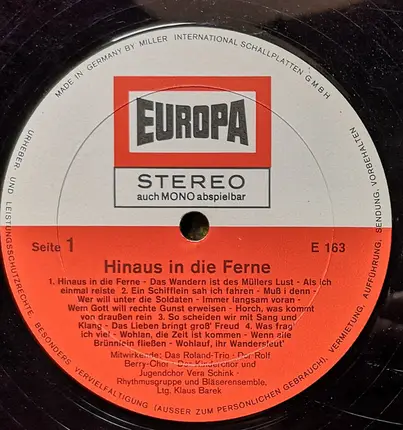 MADE IN GERMANY BY MILLER INTERNATIONAL SCHALLPLATTEN GMBH
EUROPA
STEREO
auch MONO abspielbar
Seite 1
E 163
Hinaus in die Ferne
1. Hinaus in die Ferne - Das Wandern ist des Müllers Lust - Als ich
einmal reiste 2. Ein Schifflein sah ich fahren - Muß i denn -
Wer will unter die Soldaten - Immer langsam voran -
Wem Gott will rechte Gunst erweisen - Horch, was kommt
von draußen rein 3. So scheiden wir mit Sang und
Klang - Das Lieben bringt groß' Freud 4. Was frag'
ich viel - Wohlan, die Zeit ist kommen - Wenn alle
Brünnlein fließen - Wohlauf, ihr Wandersleut'
Mitwirkende: Das Roland-Trio - Der Rolf
Berry-Chor - Der Kinderchor und
Jugendchor Vera Schink -
Rhythmusgruppe und Bläserensemble,
Ltg. Klaus Barek
URHEBER- UND LEISTUNGSSCHUTZRECHTE, BESONDERS VERVIELFÄLTIGUNG (AUSSER ZUM PERSÖNLICHEN GEBRAUCH), VERMIETUNG, AUFFÜHRUNG, SENDUNG, VORBEHALTEN